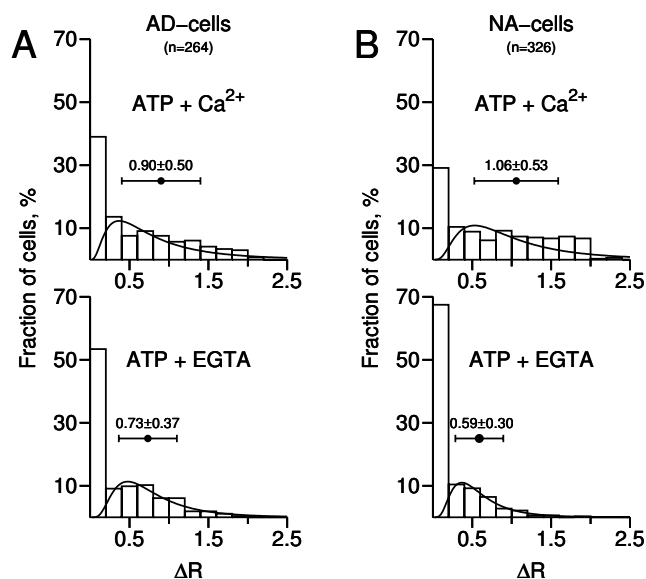 A
AD–cells
(n=264)
B
NA–cells
(n=326)
Fraction of cells, %
70
50
30
10
ATP + Ca2+
0.90±0.50
0.5
1.5
2.5
Fraction of cells, %
70
50
30
10
ATP + Ca2+
1.06±0.53
0.5
1.5
2.5
70
50
30
10
ATP + EGTA
0.73±0.37
0.5
1.5
2.5
ΔR
70
50
30
10
ATP + EGTA
0.59±0.30
0.5
1.5
2.5
ΔR